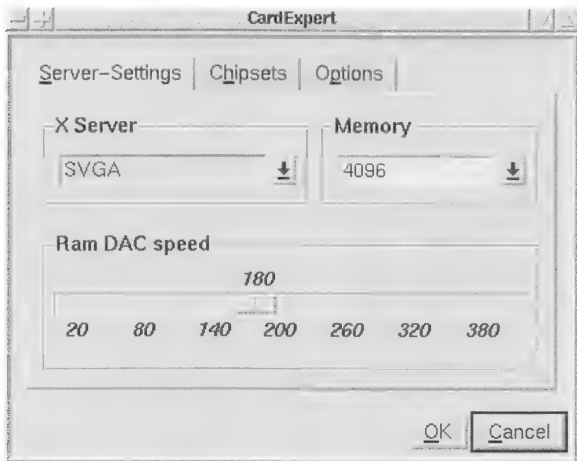 CardExpert
Server-Settings Chipsets Options
X Server Memory
SVGA 4096
Ram DAC speed
180
20 80 140 200 260 320 380
OK Cancel